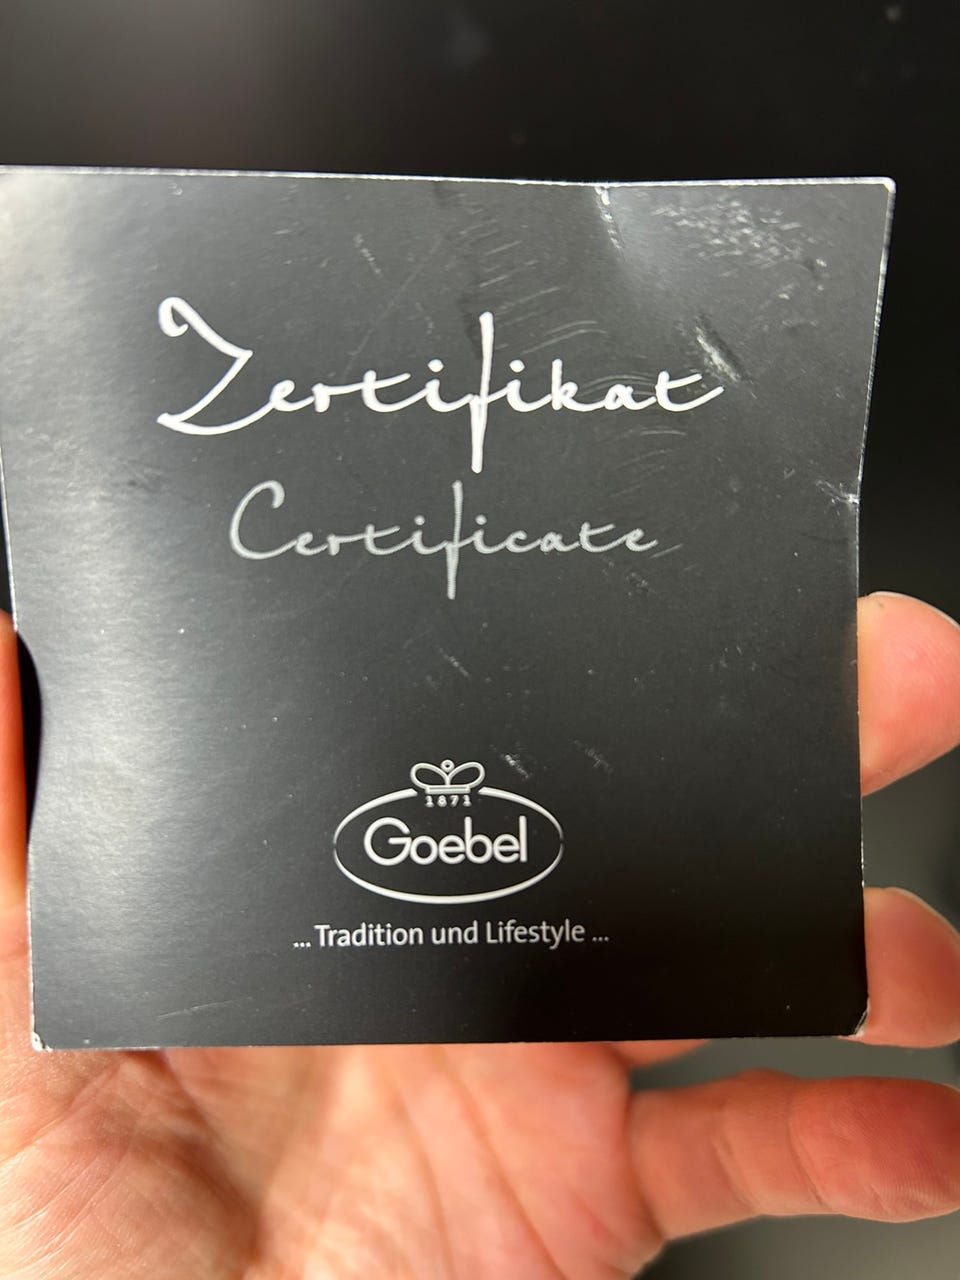 Zertifikat
Certificate
1871
Goebel
... Tradition und Lifestyle ...